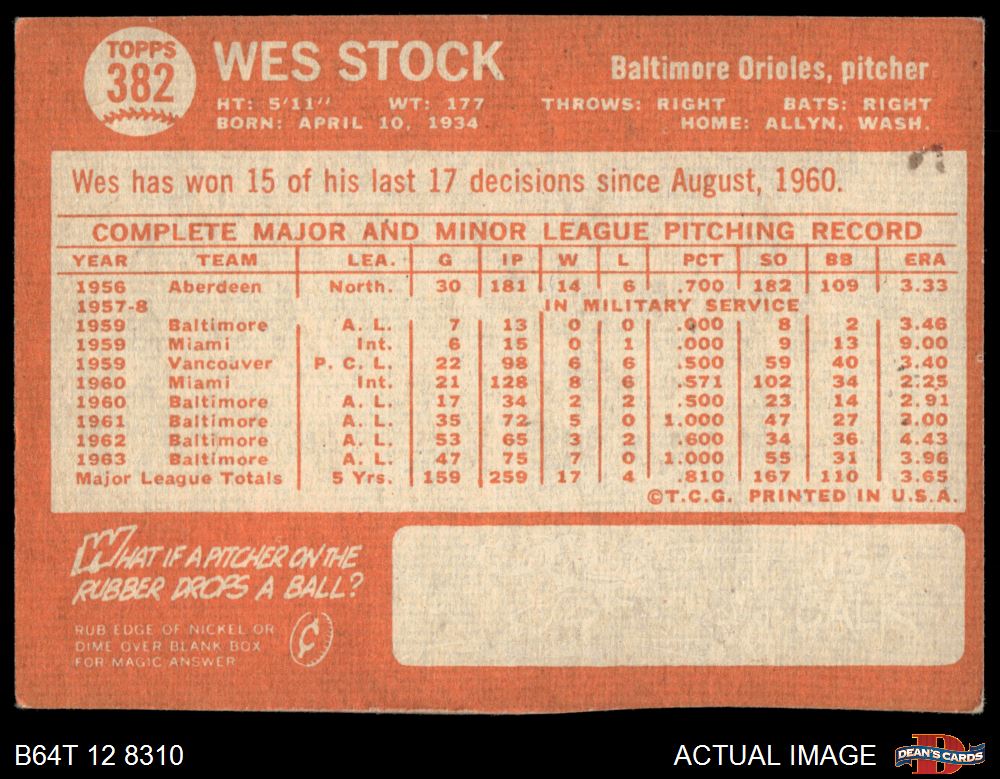 TOPPS
382
WES STOCK
Baltimore Orioles, pitcher
HT: 5'11" WT: 177 THROWS: RIGHT BATS: RIGHT
BORN: APRIL 10, 1934 HOME: ALLYN, WASH.
Wes has won 15 of his last 17 decisions since August, 1960.
COMPLETE MAJOR AND MINOR LEAGUE PITCHING RECORD
YEAR TEAM LEA. G IP W L PCT SO BB ERA
1956 Aberdeen North. 30 181 14 6 .700 182 109 3.33
1957-8 IN MILITARY SERVICE
1959 Baltimore A. L. 7 13 0 0 .000 8 2 3.46
1959 Miami Int. 6 15 0 1 .000 9 13 9.00
1959 Vancouver P. C. L. 22 98 6 6 .500 59 40 3.40
1960 Miami Int. 21 128 8 6 .571 102 34 2.25
1960 Baltimore A. L. 17 34 2 2 .500 23 14 2.91
1961 Baltimore A. L. 35 72 5 0 1.000 47 27 3.00
1962 Baltimore A. L. 53 65 3 2 .600 34 36 4.43
1963 Baltimore A. L. 47 75 7 0 1.000 55 31 3.96
Major League Totals 5 Yrs. 159 259 17 4 .810 167 110 3.65
©T.C.G. PRINTED IN U.S.A.
WHAT IF A PITCHER ON THE
RUBBER DROPS A BALL?
RUB EDGE OF NICKEL OR
DIME OVER BLANK BOX
FOR MAGIC ANSWER
B64T 12 8310
ACTUAL IMAGE
DEAN'S CARDS